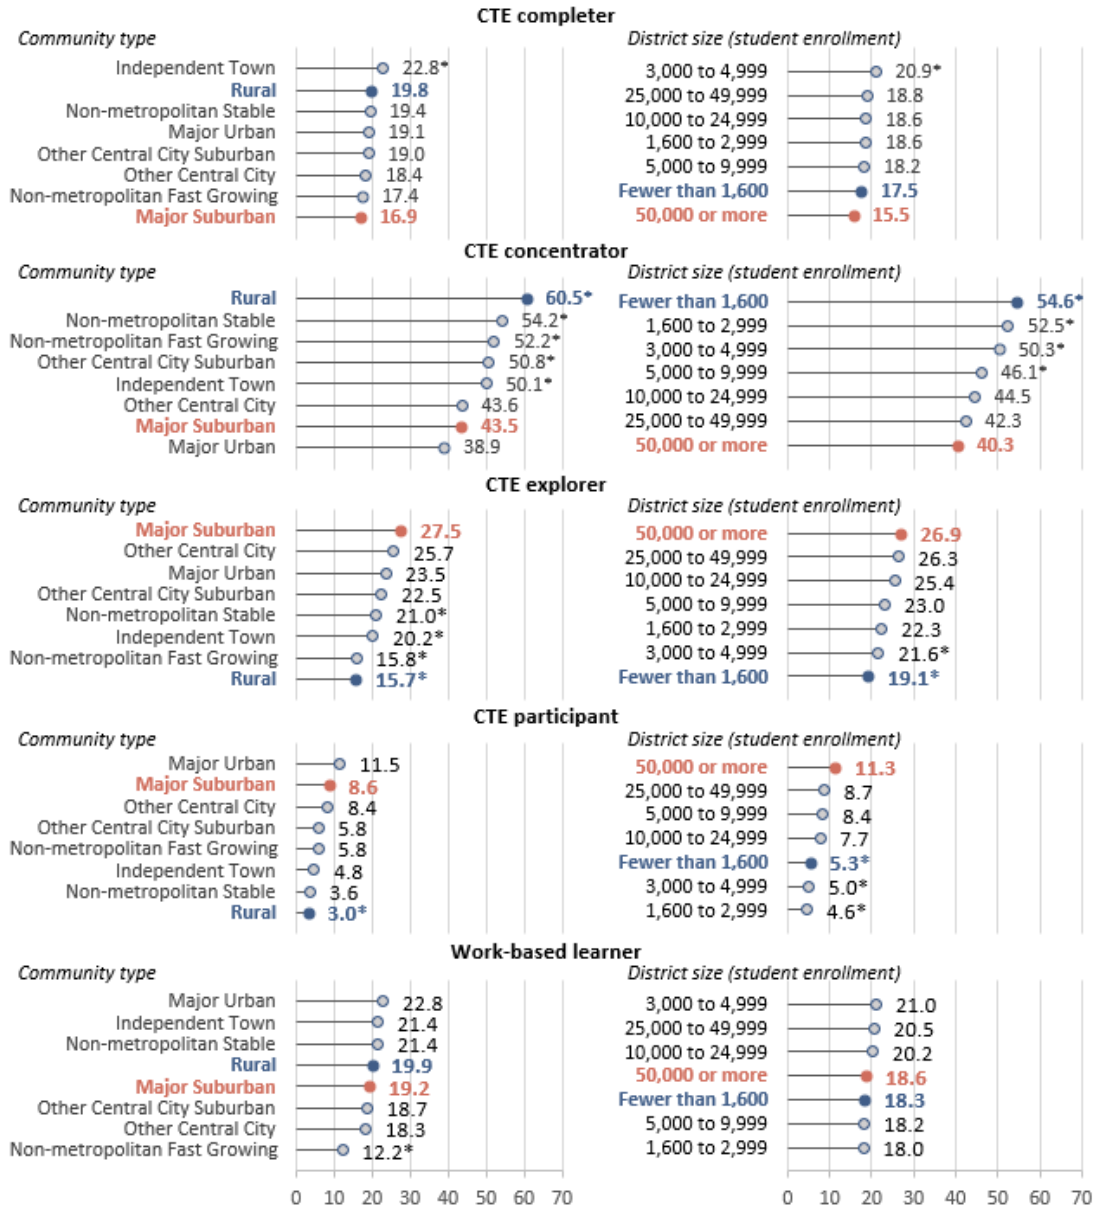 CTE completer
Community type
Independent Town 22.8*
Rural 19.8
Non-metropolitan Stable 19.4
Major Urban 19.1
Other Central City Suburban 19.0
Other Central City 18.4
Non-metropolitan Fast Growing 17.4
Major Suburban 16.9
District size (student enrollment)
3,000 to 4,999 20.9*
25,000 to 49,999 18.8
10,000 to 24,999 18.6
1,600 to 2,999 18.6
5,000 to 9,999 18.2
Fewer than 1,600 17.5
50,000 or more 15.5
CTE concentrator
Community type
Rural 60.5*
Non-metropolitan Stable 54.2*
Non-metropolitan Fast Growing 52.2*
Other Central City Suburban 50.8*
Independent Town 50.1*
Other Central City 43.6
Major Suburban 43.5
Major Urban 38.9
District size (student enrollment)
Fewer than 1,600 54.6*
1,600 to 2,999 52.5*
3,000 to 4,999 50.3*
5,000 to 9,999 46.1*
10,000 to 24,999 44.5
25,000 to 49,999 42.3
50,000 or more 40.3
CTE explorer
Community type
Major Suburban 27.5
Other Central City 25.7
Major Urban 23.5
Other Central City Suburban 22.5
Non-metropolitan Stable 21.0*
Independent Town 20.2*
Non-metropolitan Fast Growing 15.8*
Rural 15.7*
District size (student enrollment)
50,000 or more 26.9
25,000 to 49,999 26.3
10,000 to 24,999 25.4
5,000 to 9,999 23.0
1,600 to 2,999 22.3
3,000 to 4,999 21.6*
Fewer than 1,600 19.1*
CTE participant
Community type
Major Urban 11.5
Major Suburban 8.6
Other Central City 8.4
Other Central City Suburban 5.8
Non-metropolitan Fast Growing 5.8
Independent Town 4.8
Non-metropolitan Stable 3.6
Rural 3.0*
District size (student enrollment)
50,000 or more 11.3
25,000 to 49,999 8.7
5,000 to 9,999 8.4
10,000 to 24,999 7.7
Fewer than 1,600 5.3*
3,000 to 4,999 5.0*
1,600 to 2,999 4.6*
Work-based learner
Community type
Major Urban 22.8
Independent Town 21.4
Non-metropolitan Stable 21.4
Rural 19.9
Major Suburban 19.2
Other Central City Suburban 18.7
Other Central City 18.3
Non-metropolitan Fast Growing 12.2*
0 10 20 30 40 50 60 70
District size (student enrollment)
3,000 to 4,999 21.0
25,000 to 49,999 20.5
10,000 to 24,999 20.2
50,000 or more 18.6
Fewer than 1,600 18.3
5,000 to 9,999 18.2
1,600 to 2,999 18.0
0 10 20 30 40 50 60 70